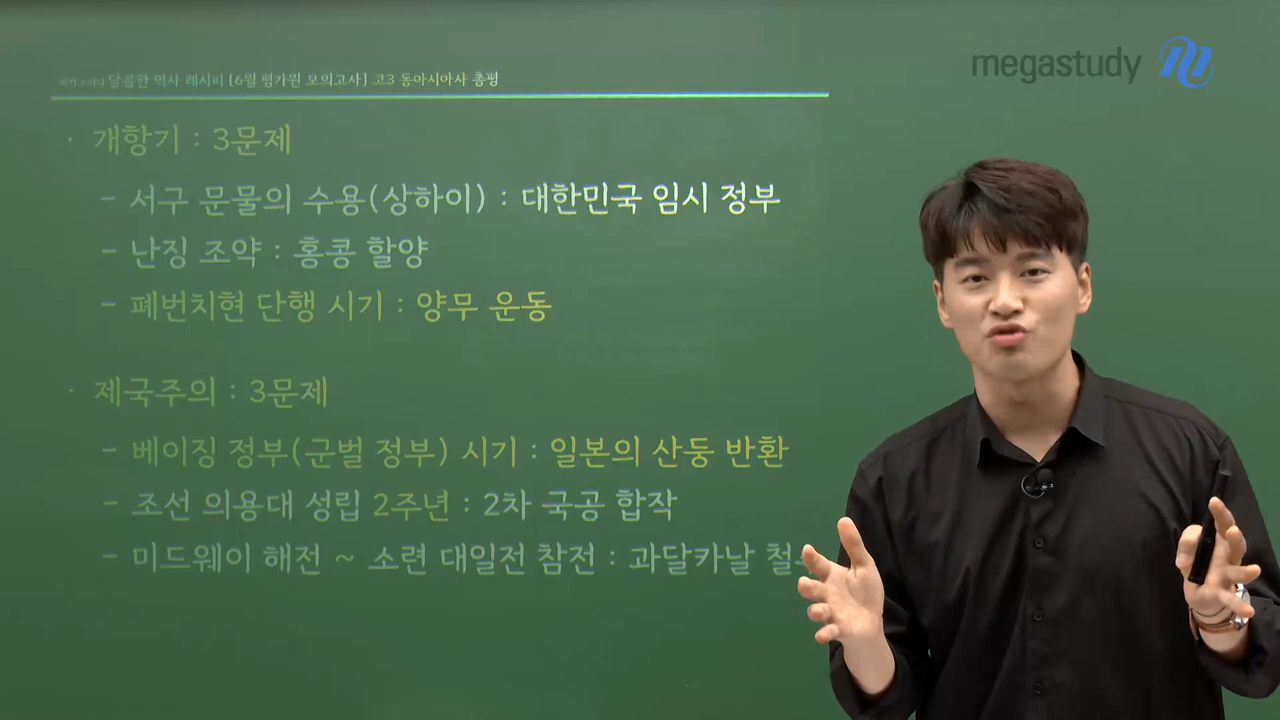 달콤한 역사 레시피 [6월 평가원 모의고사] 고3 동아시아사 총평
megastudy
· 개항기 : 3문제
- 서구 문물의 수용(상하이) : 대한민국 임시 정부
- 난징 조약 : 홍콩 할양
- 폐번치현 단행 시기 : 양무 운동
· 제국주의 : 3문제
- 베이징 정부(군벌 정부) 시기 : 일본의 산둥 반환
- 조선 의용대 성립 2주년 : 2차 국공 합작
- 미드웨이 해전 ~ 소련 대일전 참전 : 과달카날 철